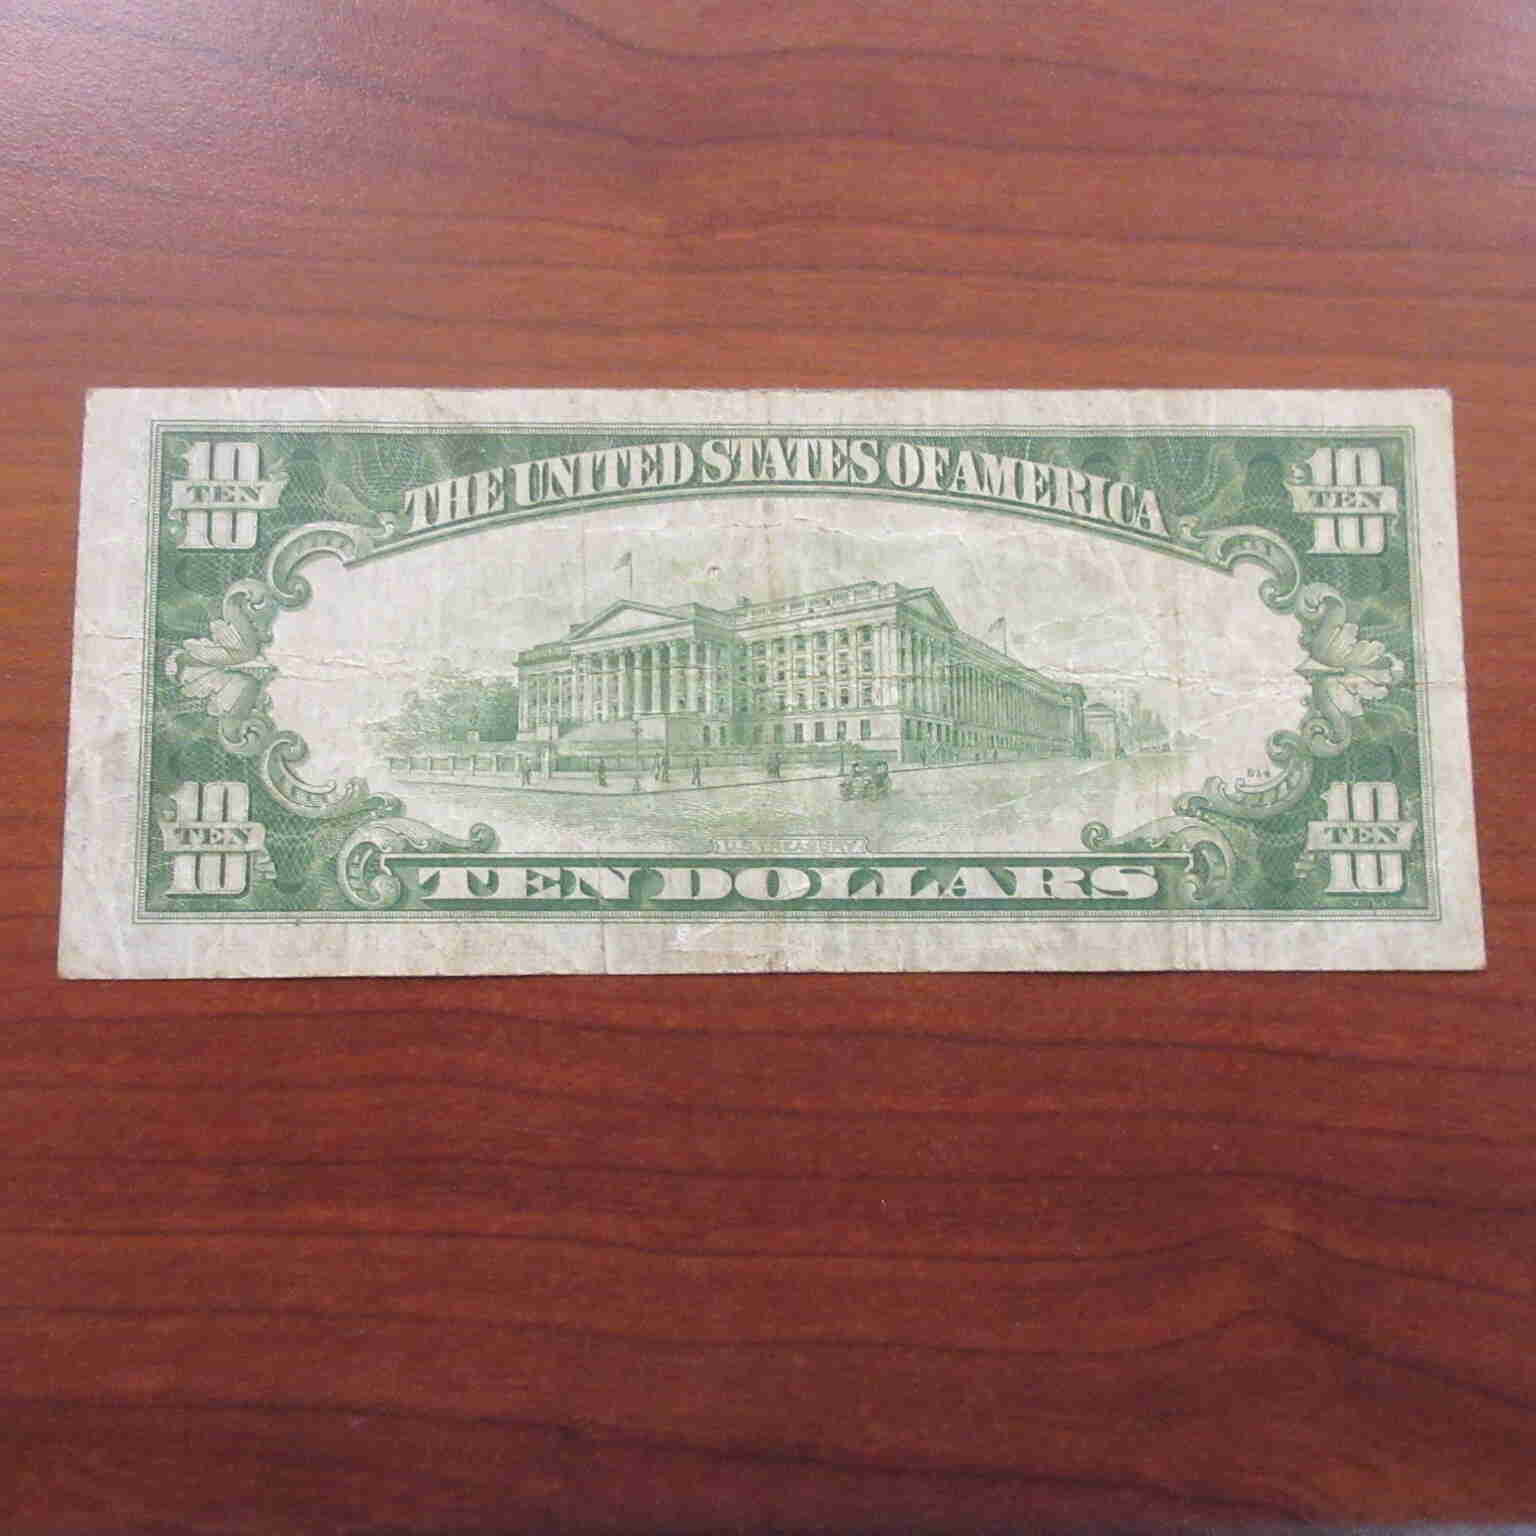 10 TEN 10
THE UNITED STATES OF AMERICA
10 TEN 10
U.S. TREASURY
10 TEN 10
TEN DOLLARS
10 TEN 10